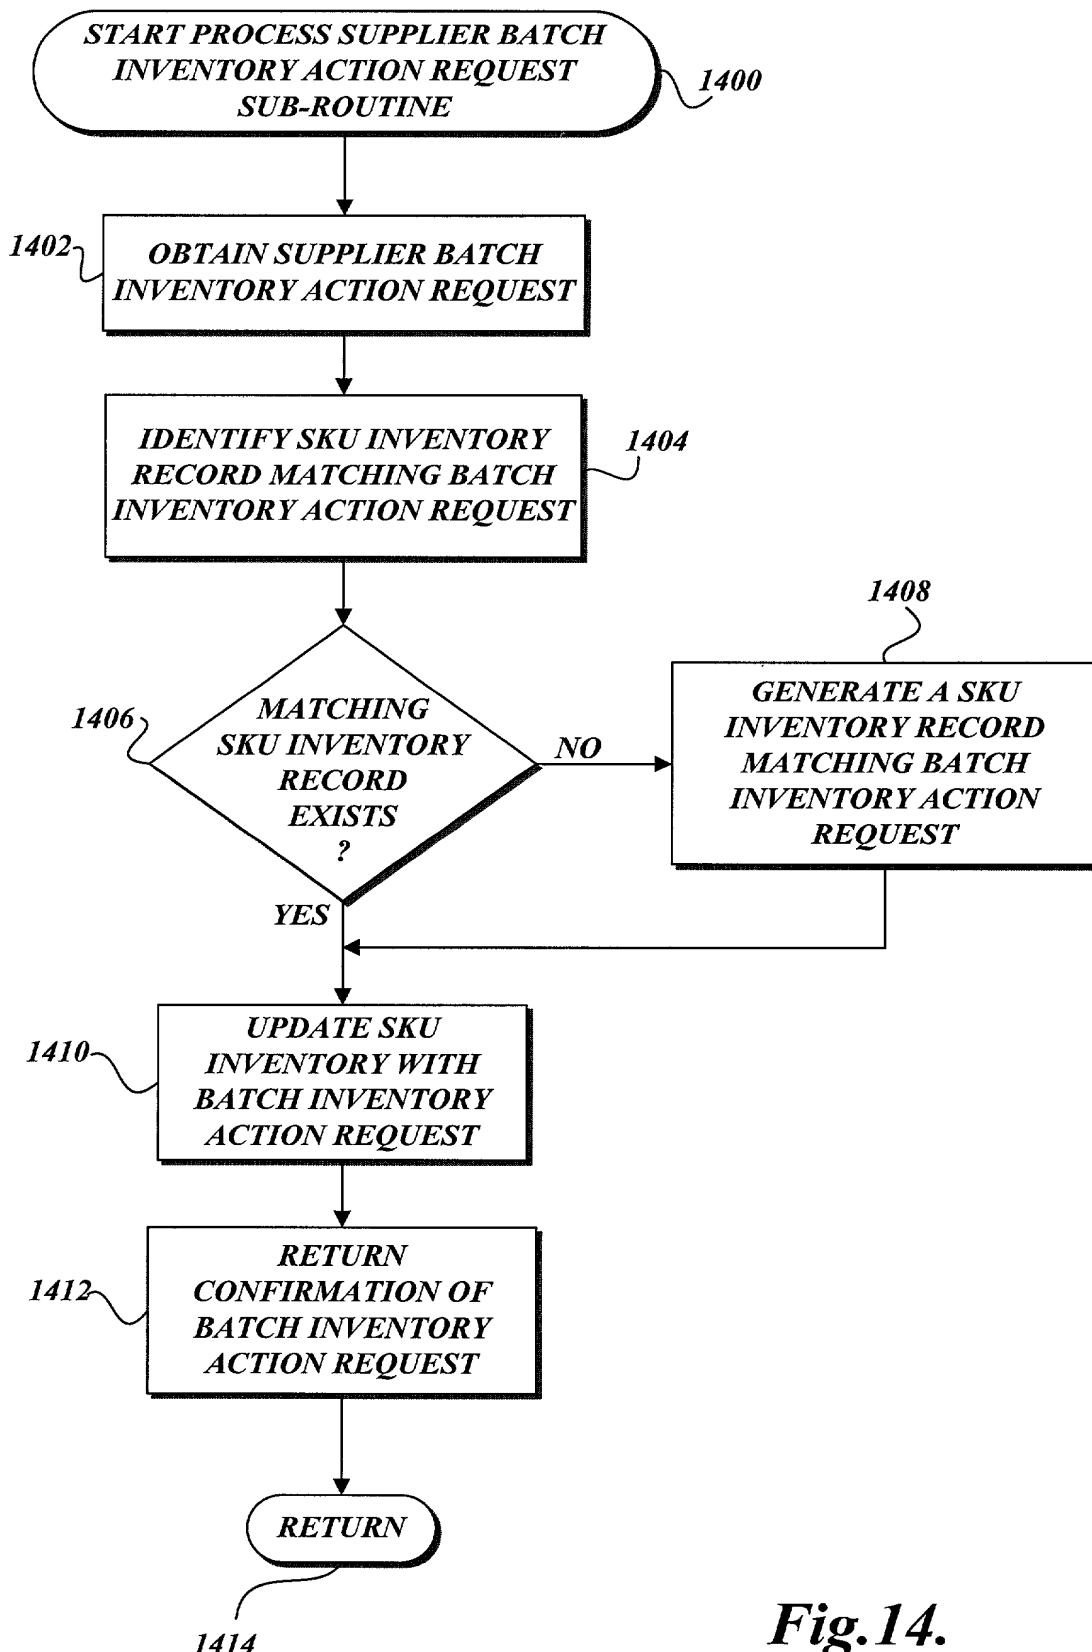 START PROCESS SUPPLIER BATCH
INVENTORY ACTION REQUEST
SUB-ROUTINE
1400
1402
OBTAIN SUPPLIER BATCH
INVENTORY ACTION REQUEST
IDENTIFY SKU INVENTORY
RECORD MATCHING BATCH
INVENTORY ACTION REQUEST
1404
1406
MATCHING
SKU INVENTORY
RECORD
EXISTS
?
NO
1408
GENERATE A SKU
INVENTORY RECORD
MATCHING BATCH
INVENTORY ACTION
REQUEST
YES
1410
UPDATE SKU
INVENTORY WITH
BATCH INVENTORY
ACTION REQUEST
1412
RETURN
CONFIRMATION OF
BATCH INVENTORY
ACTION REQUEST
RETURN
1414
Fig.14.